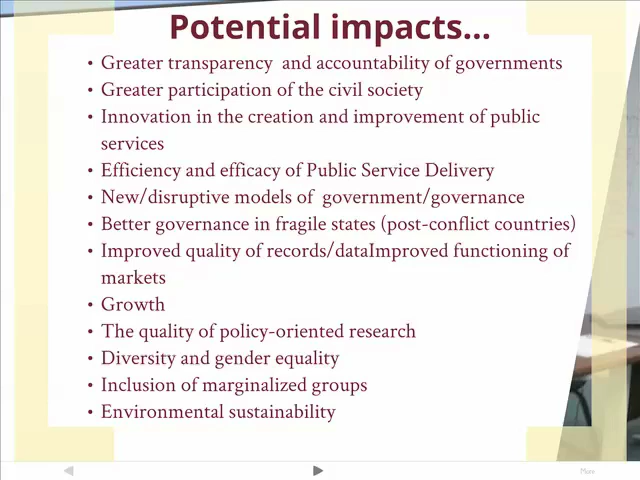 Potential impacts...
• Greater transparency  and accountability of governments
• Greater participation of the civil society
• Innovation in the creation and improvement of public
services
• Efficiency and efficacy of Public Service Delivery
• New/disruptive models of  government/governance
• Better governance in fragile states (post-conflict countries)
• Improved quality of records/dataImproved functioning of
markets
• Growth
• The quality of policy-oriented research
• Diversity and gender equality
• Inclusion of marginalized groups
• Environmental sustainability
More